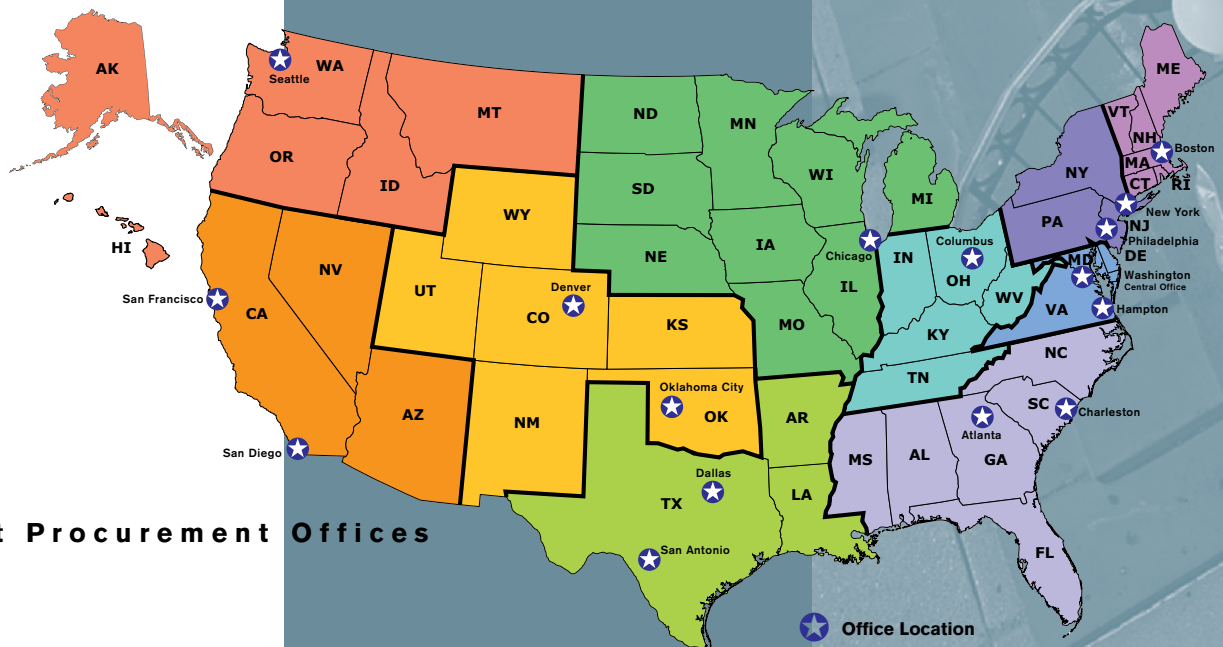 AK
WA
Seattle
MT
OR
ID
HI
ND
MN
SD
WI
MI
WY
NE
IA
ME
VT
NH
Boston
MA
CT
RI
NY
New York
PA
NJ
Philadelphia
DE
MD
Washington
Central Office
Columbus
IN
OH
Chicago
IL
WV
VA
Hampton
NV
UT
Denver
CO
KS
MO
KY
San Francisco
CA
TN
NC
AZ
NM
Oklahoma City
OK
AR
SC
Charleston
Atlanta
MS
AL
GA
San Diego
Dallas
TX
LA
t Procurement Offices
San Antonio
FL
Office Location